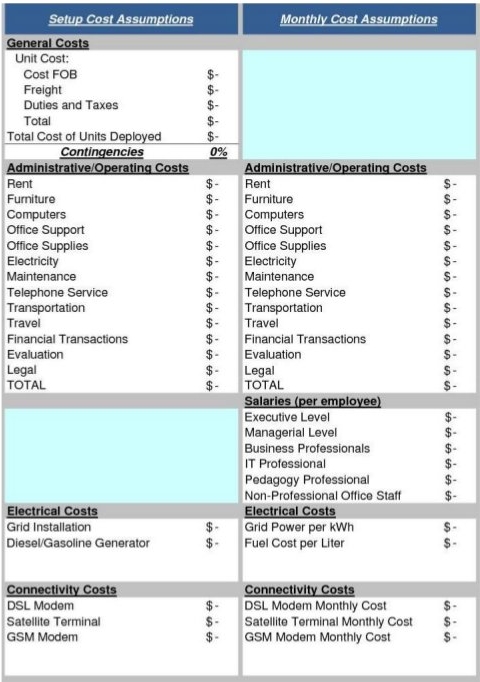 Setup Cost Assumptions
General Costs
Unit Cost:
Cost FOB $-
Freight $-
Duties and Taxes $-
Total $-
Total Cost of Units Deployed $-
Contingencies 0%
Administrative/Operating Costs
Rent $-
Furniture $-
Computers $-
Office Support $-
Office Supplies $-
Electricity $-
Maintenance $-
Telephone Service $-
Transportation $-
Travel $-
Financial Transactions $-
Evaluation $-
Legal $-
TOTAL $-
Electrical Costs
Grid Installation $-
Diesel/Gasoline Generator $-
Connectivity Costs
DSL Modem $-
Satellite Terminal $-
GSM Modem $-
Monthly Cost Assumptions
Administrative/Operating Costs
Rent $-
Furniture $-
Computers $-
Office Support $-
Office Supplies $-
Electricity $-
Maintenance $-
Telephone Service $-
Transportation $-
Travel $-
Financial Transactions $-
Evaluation $-
Legal $-
TOTAL $-
Salaries (per employee)
Executive Level $-
Managerial Level $-
Business Professionals $-
IT Professional $-
Pedagogy Professional $-
Non-Professional Office Staff $-
Electrical Costs
Grid Power per kWh $-
Fuel Cost per Liter $-
Connectivity Costs
DSL Modem Monthly Cost $-
Satellite Terminal Monthly Cost $-
GSM Modem Monthly Cost $-